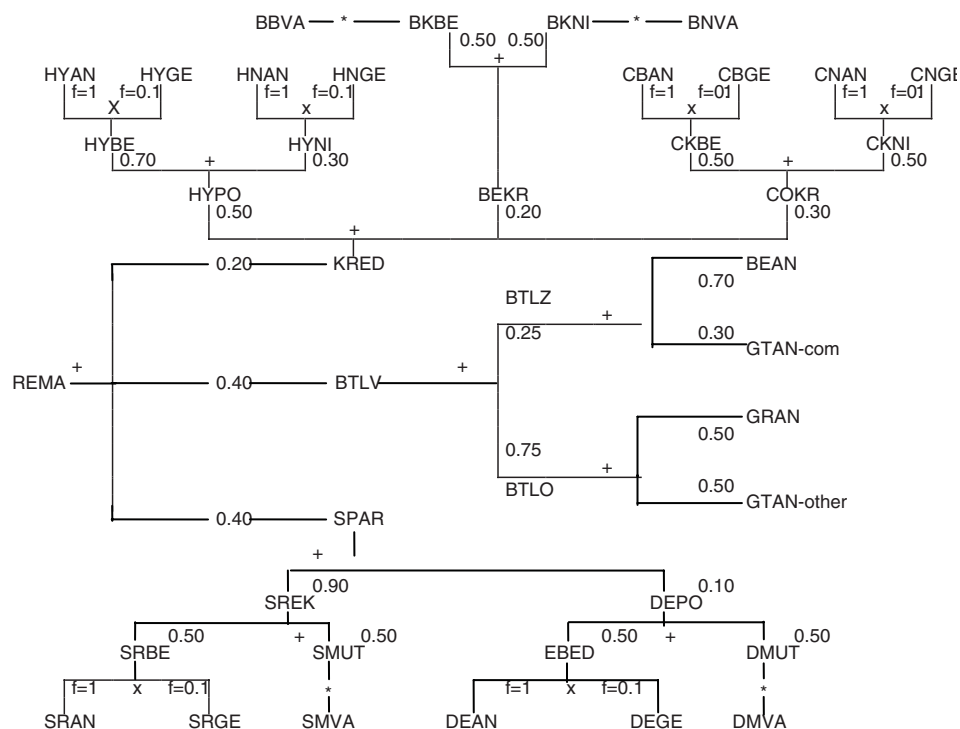 BBVA * BKBE BKNI * BNVA
0.50 0.50
+
HYAN HYGE HNAN HNGE CBAN CBGE CNAN CNGE
f=1 f=0.1 f=1 f=0.1 f=1 f=0.1 f=1 f=0.1
X x x x
HYBE HYNI CKBE CKNI
0.70 + 0.30 0.50 + 0.50
HYPO BEKR COKR
0.50 0.20 0.30
+
0.20 KRED BEAN
BTLZ 0.70
+
0.25 0.30
GTAN-com
+ +
REMA 0.40 BTLV
GRAN
0.50
0.75
+ 0.50
BTLO GTAN-other
0.40 SPAR
+
0.90 0.10
SREK DEPO
0.50 + 0.50 0.50 + 0.50
SRBE SMUT EBED DMUT
f=1 x f=0.1 * f=1 x f=0.1 *
SRAN SRGE SMVA DEAN DEGE DMVA